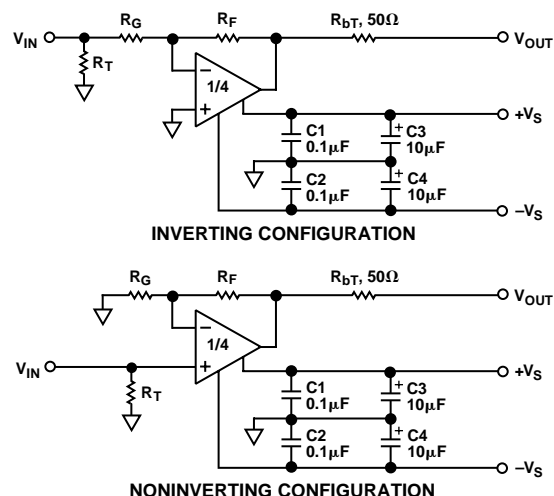 V_IN R_G R_F R_bT, 50Ω V_OUT
R_T
−
1/4
+
+V_S
C1
0.1μF
+ C3
10μF
C2
0.1μF
+ C4
10μF
−V_S
INVERTING CONFIGURATION
R_G R_F R_bT, 50Ω
V_OUT
−
1/4
V_IN +
R_T
+V_S
C1
0.1μF
+ C3
10μF
C2
0.1μF
+ C4
10μF
−V_S
NONINVERTING CONFIGURATION